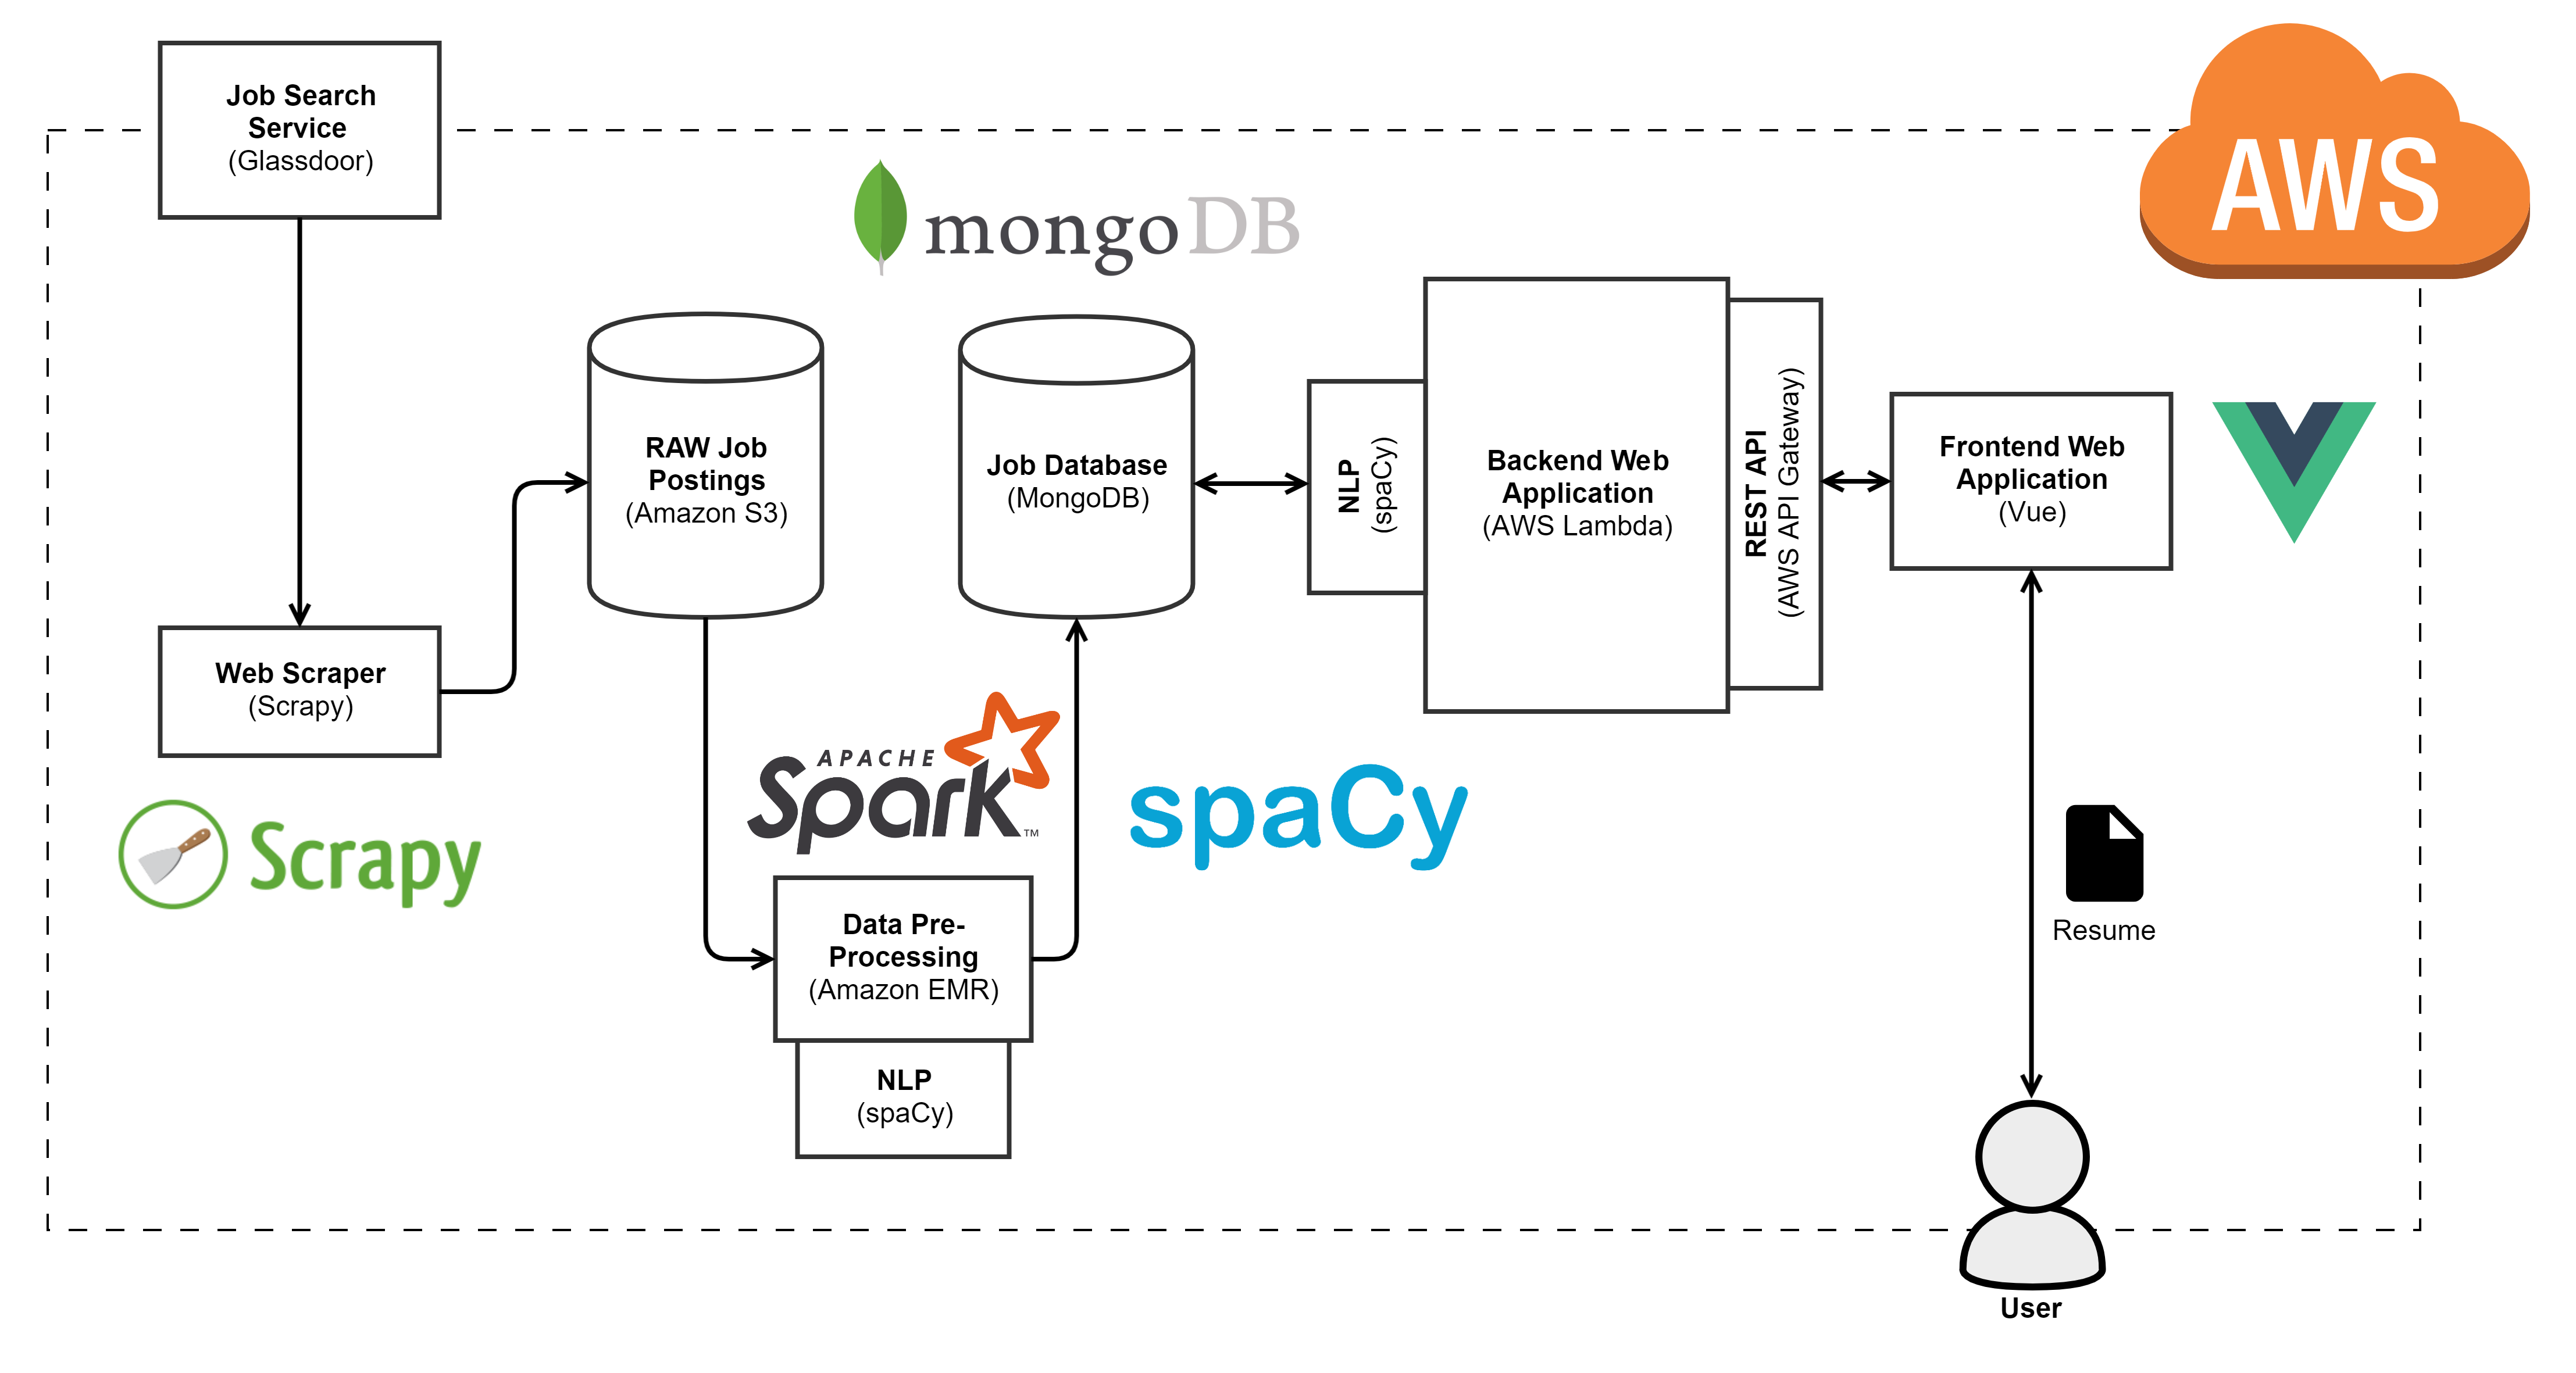 Job Search
Service
(Glassdoor)
AWS
mongoDB
RAW Job
Postings
(Amazon S3)
Job Database
(MongoDB)
NLP
(spaCy)
Backend Web
Application
(AWS Lambda)
REST API
(AWS API Gateway)
Frontend Web
Application
(Vue)
Web Scraper
(Scrapy)
Scrapy
APACHE
Spark™
spaCy
Data Pre-
Processing
(Amazon EMR)
NLP
(spaCy)
Resume
User